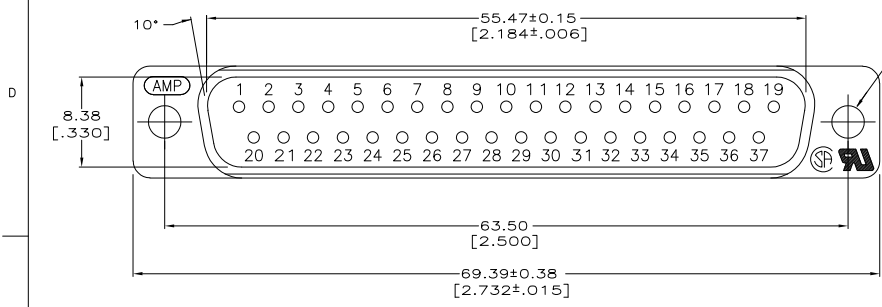 55.47±0.15
[2.184±.006]
10°
D
AMP
8.38
[.330]
1 2 3 4 5 6 7 8 9 10 11 12 13 14 15 16 17 18 19
20 21 22 23 24 25 26 27 28 29 30 31 32 33 34 35 36 37
63.50
[2.500]
69.39±0.38
[2.732±.015]